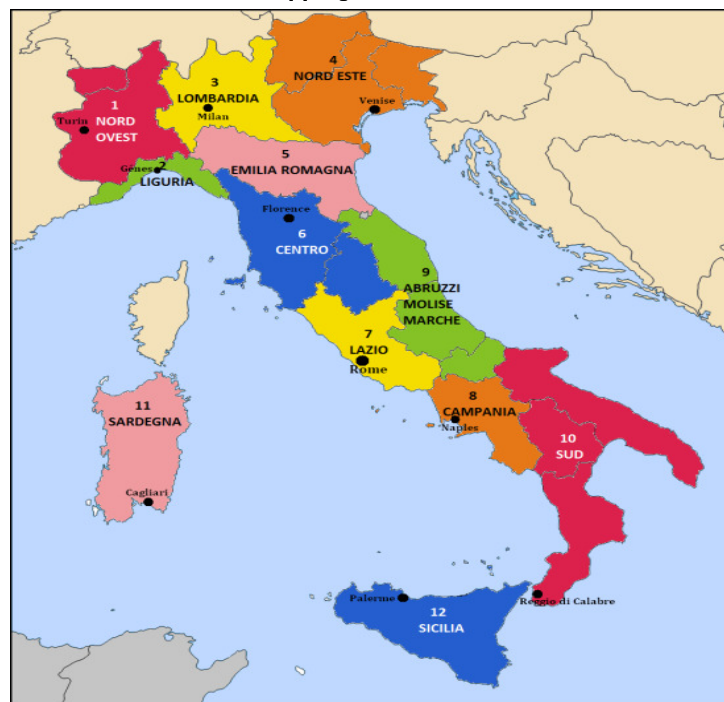 4
NORD ESTE
3
LOMBARDIA
Milan
Venise
1
NORD
OVEST
Turin
5
EMILIA ROMAGNA
Gênes
2
LIGURIA
Florence
6
CENTRO
9
ABRUZZI
MOLISE
MARCHE
7
LAZIO
Rome
8
CAMPANIA
Naples
10
SUD
11
SARDEGNA
Cagliari
Palerme
Reggio di Calabre
12
SICILIA